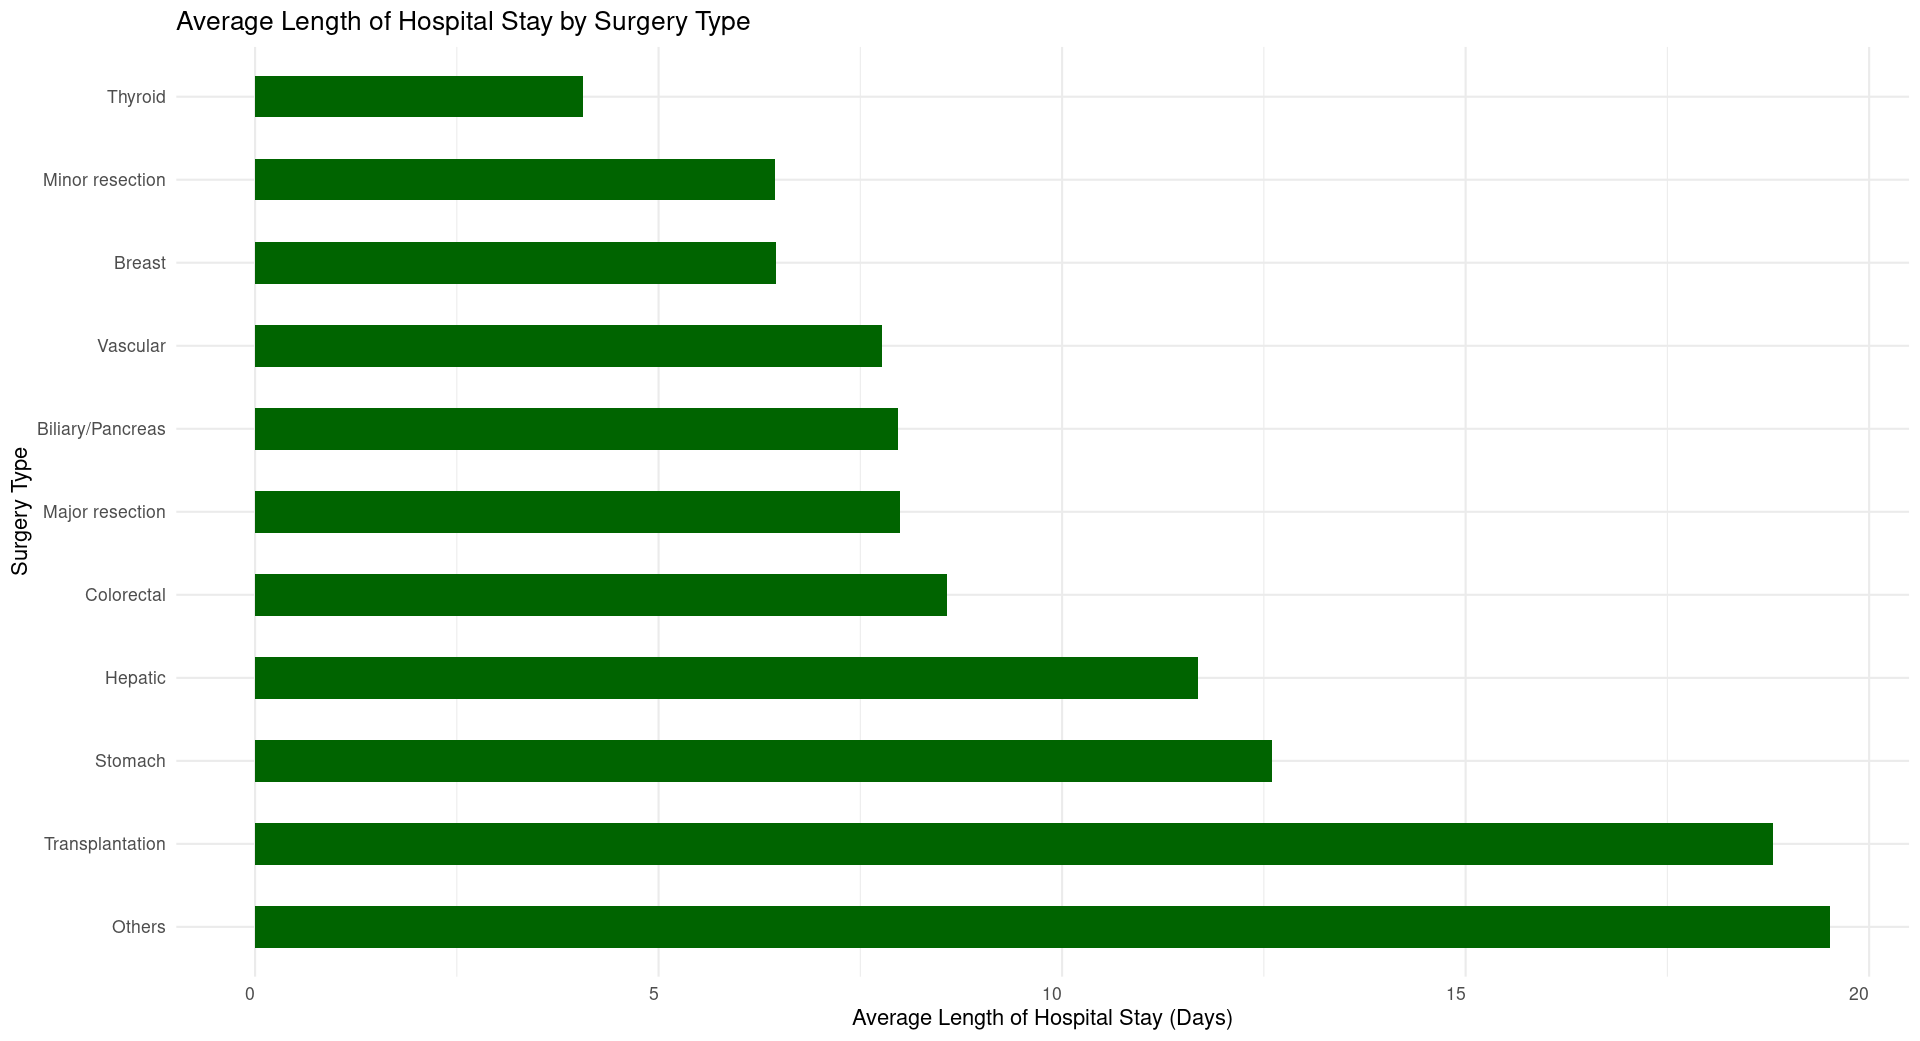 Average Length of Hospital Stay by Surgery Type
Thyroid
Minor resection
Breast
Vascular
Biliary/Pancreas
Major resection
Colorectal
Hepatic
Stomach
Transplantation
Others
Surgery Type
0 5 10 15 20
Average Length of Hospital Stay (Days)